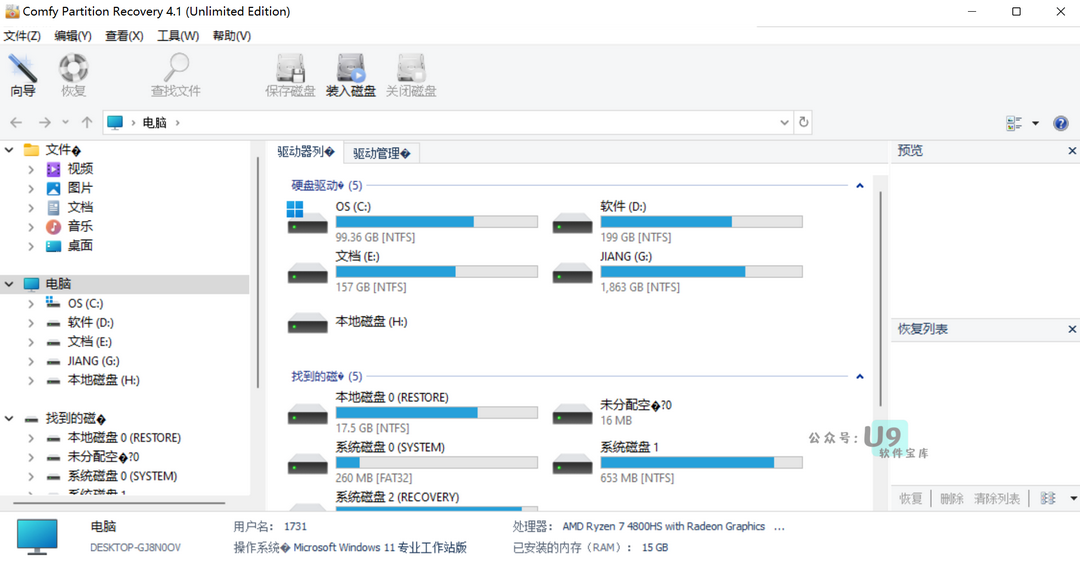 Comfy Partition Recovery 4.1 (Unlimited Edition)
文件(Z) 编辑(Y) 查看(X) 工具(W) 帮助(V)
向导 恢复 查找文件 保存磁盘 装入磁盘 关闭磁盘
电脑
文件�
视频
图片
文档
音乐
桌面
电脑
OS (C:)
软件 (D:)
文档 (E:)
JIANG (G:)
本地磁盘 (H:)
找到的磁�
本地磁盘 0 (RESTORE)
未分配空�?0
系统磁盘 0 (SYSTEM)
系统磁盘 1
驱动器列� 驱动管理�
硬盘驱动� (5)
OS (C:)
99.36 GB [NTFS]
软件 (D:)
199 GB [NTFS]
文档 (E:)
157 GB [NTFS]
JIANG (G:)
1,863 GB [NTFS]
本地磁盘 (H:)
找到的磁� (5)
本地磁盘 0 (RESTORE)
17.5 GB [NTFS]
未分配空�?0
16 MB
系统磁盘 0 (SYSTEM)
260 MB [FAT32]
系统磁盘 1
653 MB [NTFS]
系统磁盘 2 (RECOVERY)
预览
恢复列表
公众号: U9
软件宝库
恢复 删除 清除列表
电脑
DESKTOP-GJ8N0OV
用户名: 1731
操作系统� Microsoft Windows 11 专业工作站版
处理器: AMD Ryzen 7 4800HS with Radeon Graphics ...
已安装的内存（RAM）: 15 GB